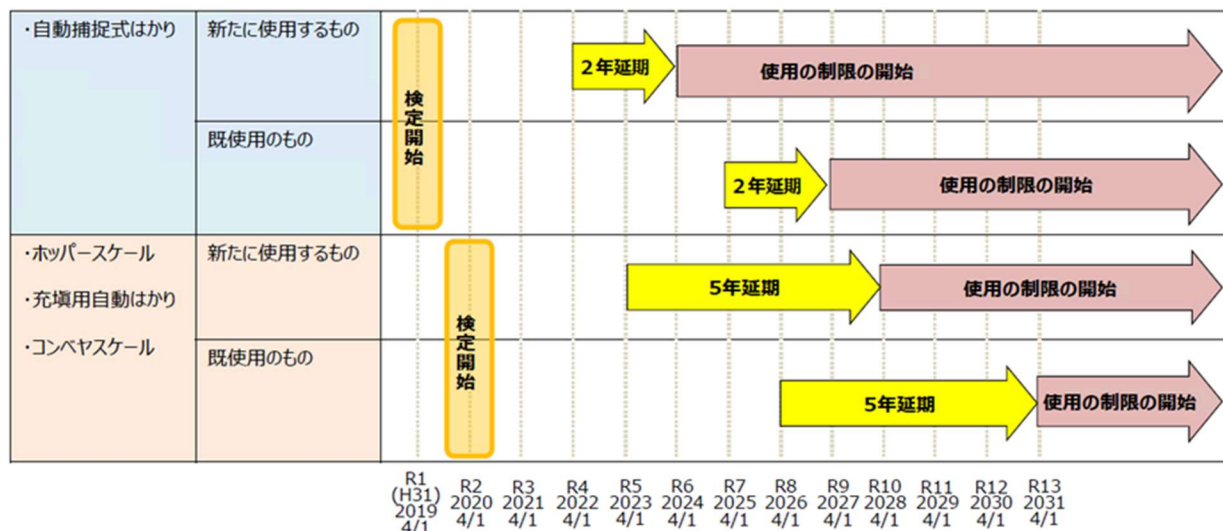 ・自動捕捉式はかり
新たに使用するもの
検定開始
2年延期
使用の制限の開始
既使用のもの
2年延期
使用の制限の開始
・ホッパースケール
・充塡用自動はかり
・コンベヤスケール
新たに使用するもの
検定開始
5年延期
使用の制限の開始
既使用のもの
5年延期
使用の制限の開始
R1
(H31)
2019
4/1
R2
2020
4/1
R3
2021
4/1
R4
2022
4/1
R5
2023
4/1
R6
2024
4/1
R7
2025
4/1
R8
2026
4/1
R9
2027
4/1
R10
2028
4/1
R11
2029
4/1
R12
2030
4/1
R13
2031
4/1